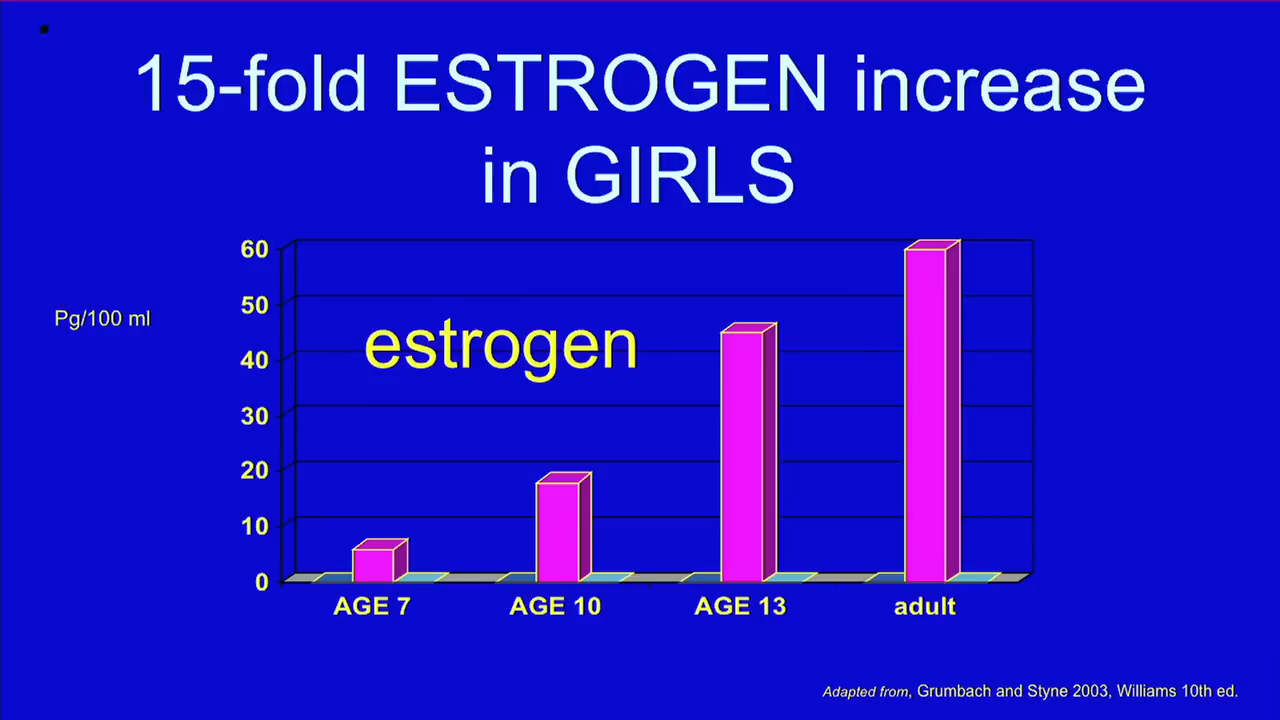 15-fold ESTROGEN increase
in GIRLS
Pg/100 ml
60
50
40
30
20
10
0
estrogen
AGE 7
AGE 10
AGE 13
adult
Adapted from, Grumbach and Styne 2003, Williams 10th ed.